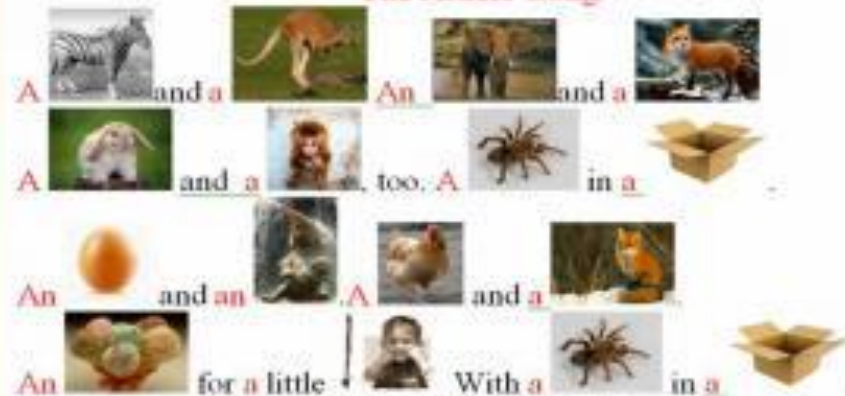 A and a An and a
A and a , too. A in a .
An and an . A and a .
An for a little With a in a